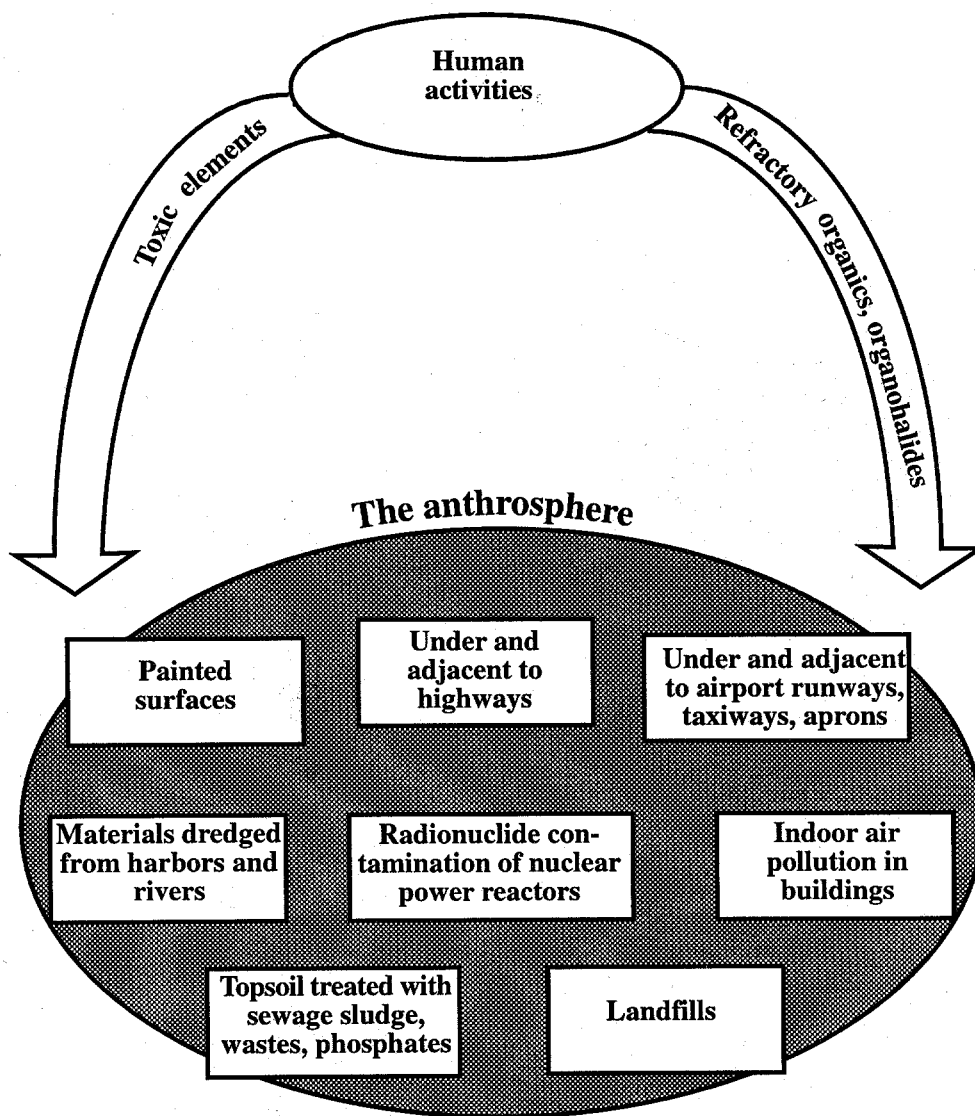 Human
activities
Toxic elements
Refractory organics, organohalides
The anthrosphere
Painted
surfaces
Under and
adjacent to
highways
Under and adjacent
to airport runways,
taxiways, aprons
Materials dredged
from harbors and
rivers
Radionuclide con-
tamination of nuclear
power reactors
Indoor air
pollution in
buildings
Topsoil treated with
sewage sludge,
wastes, phosphates
Landfills